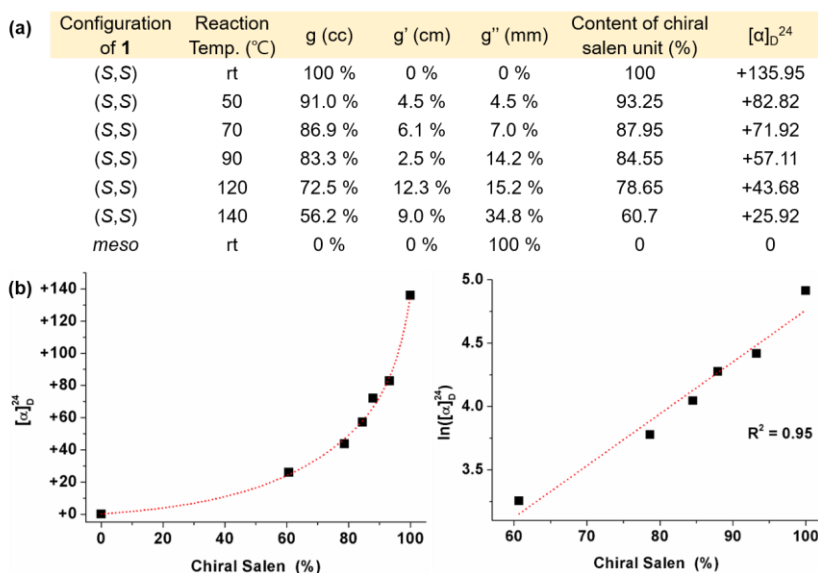 (a)
Configuration of 1 Reaction Temp. (℃) g (cc) g' (cm) g'' (mm) Content of chiral salen unit (%) [α]D24
(S,S) rt 100 % 0 % 0 % 100 +135.95
(S,S) 50 91.0 % 4.5 % 4.5 % 93.25 +82.82
(S,S) 70 86.9 % 6.1 % 7.0 % 87.95 +71.92
(S,S) 90 83.3 % 2.5 % 14.2 % 84.55 +57.11
(S,S) 120 72.5 % 12.3 % 15.2 % 78.65 +43.68
(S,S) 140 56.2 % 9.0 % 34.8 % 60.7 +25.92
meso rt 0 % 0 % 100 % 0 0
(b)
+140
+120
+100
+80
+60
+40
+20
+0
[α]D24
0 20 40 60 80 100
Chiral Salen (%)
5.0
4.5
4.0
3.5
ln([α]D24)
R2 = 0.95
60 70 80 90 100
Chiral Salen (%)